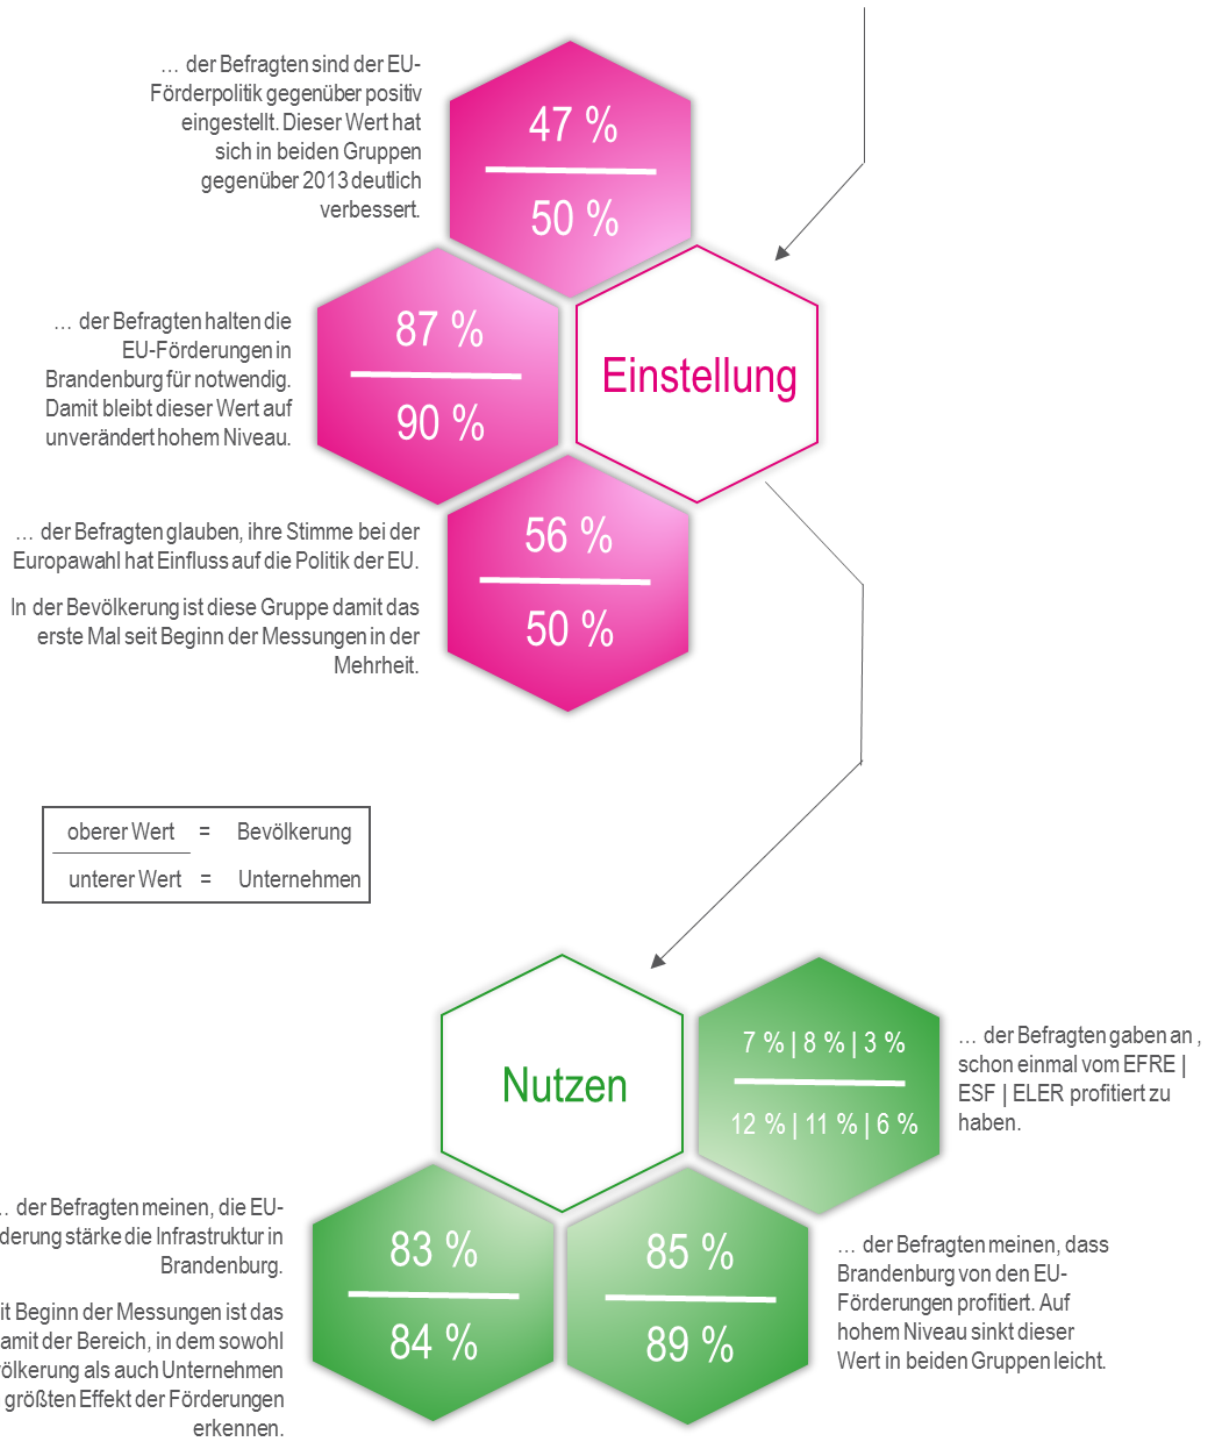 … der Befragten sind der EU-
Förderpolitik gegenüber positiv
eingestellt. Dieser Wert hat
sich in beiden Gruppen
gegenüber 2013 deutlich
verbessert.
47 %
50 %
… der Befragten halten die
EU-Förderungen in
Brandenburg für notwendig.
Damit bleibt dieser Wert auf
unverändert hohem Niveau.
87 %
90 %
Einstellung
… der Befragten glauben, ihre Stimme bei der
Europawahl hat Einfluss auf die Politik der EU.
In der Bevölkerung ist diese Gruppe damit das
erste Mal seit Beginn der Messungen in der
Mehrheit.
56 %
50 %
oberer Wert = Bevölkerung
unterer Wert = Unternehmen
Nutzen
7 % | 8 % | 3 %
12 % | 11 % | 6 %
… der Befragten gaben an ,
schon einmal vom EFRE |
ESF | ELER profitiert zu
haben.
.. der Befragten meinen, die EU-
derung stärke die Infrastruktur in
Brandenburg.
it Beginn der Messungen ist das
amit der Bereich, in dem sowohl
völkerung als auch Unternehmen
größten Effekt der Förderungen
erkennen.
83 %
84 %
85 %
89 %
… der Befragten meinen, dass
Brandenburg von den EU-
Förderungen profitiert. Auf
hohem Niveau sinkt dieser
Wert in beiden Gruppen leicht.